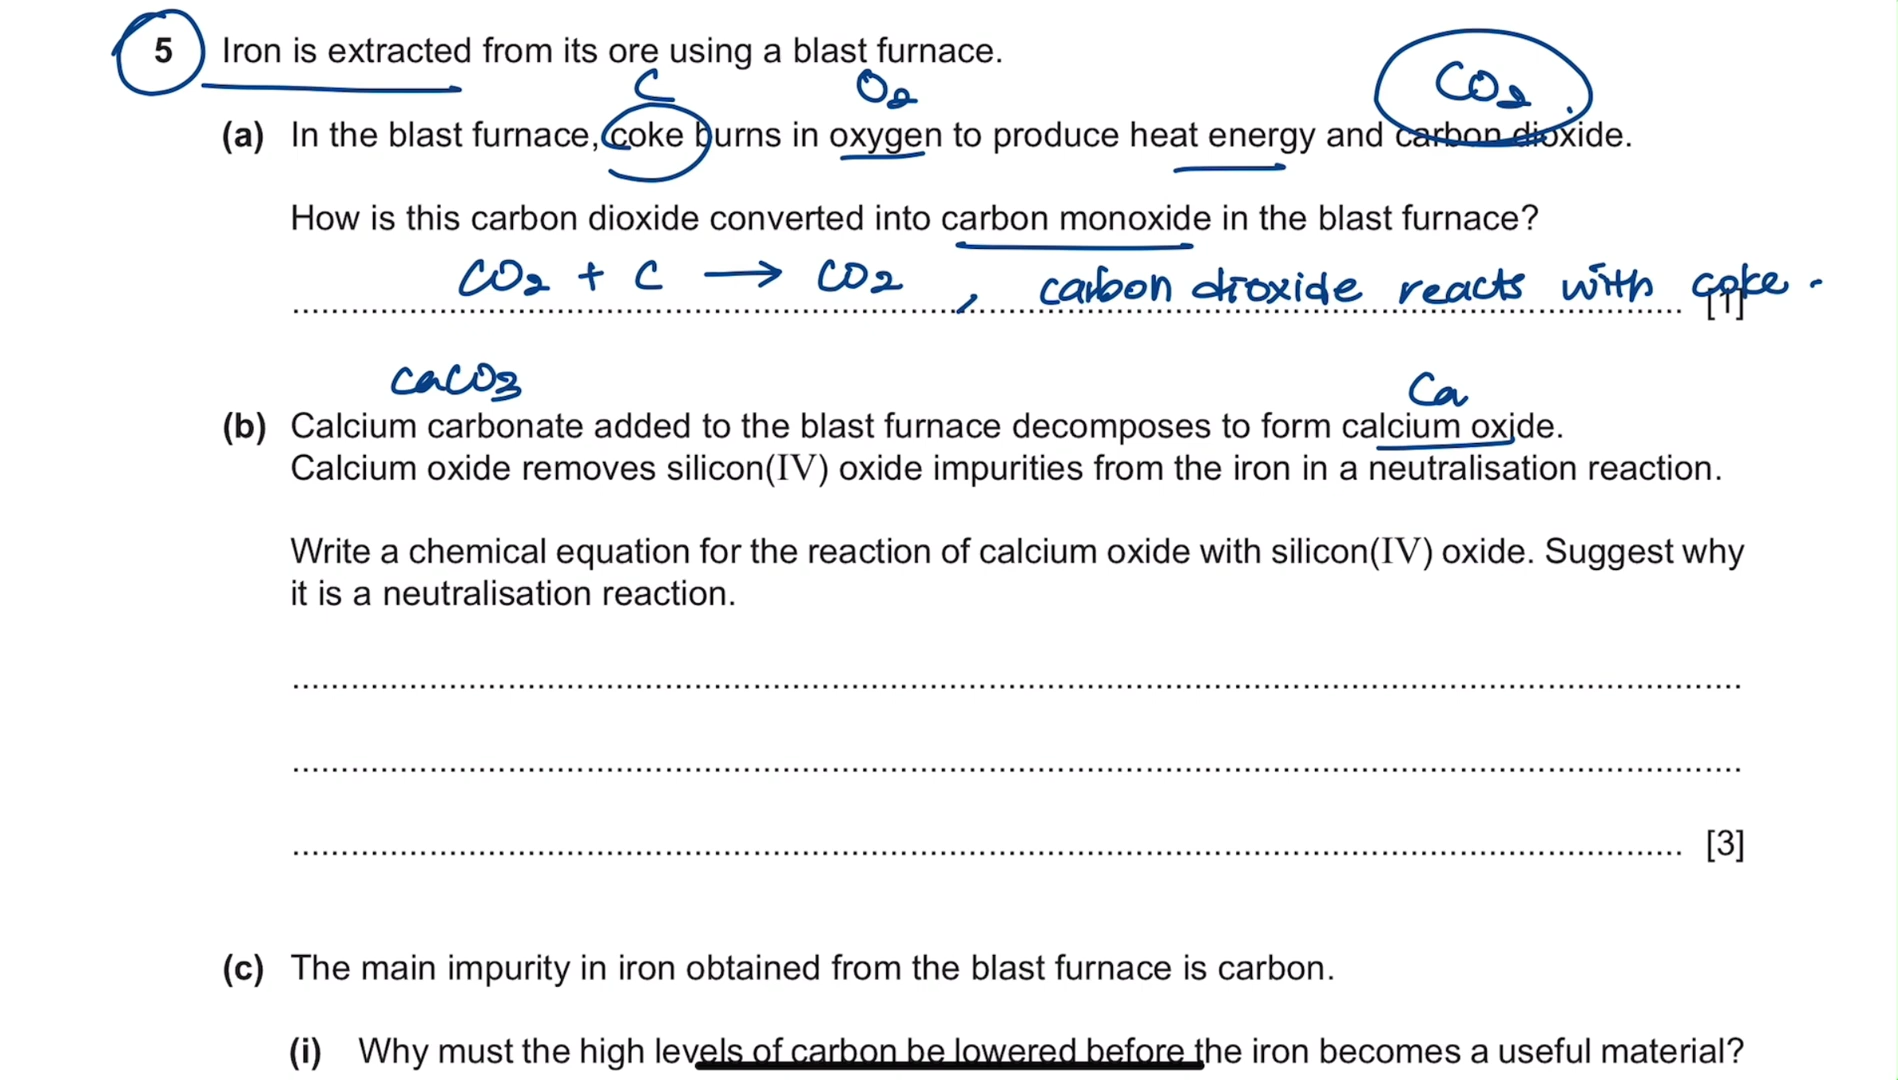 5 Iron is extracted from its ore using a blast furnace.
C O2 CO2
(a) In the blast furnace, coke burns in oxygen to produce heat energy and carbon dioxide.
How is this carbon dioxide converted into carbon monoxide in the blast furnace?
CO2 + C → CO2 , carbon dioxide reacts with coke.
[1]
CaCO3 Ca
(b) Calcium carbonate added to the blast furnace decomposes to form calcium oxide.
Calcium oxide removes silicon(IV) oxide impurities from the iron in a neutralisation reaction.
Write a chemical equation for the reaction of calcium oxide with silicon(IV) oxide. Suggest why
it is a neutralisation reaction.
[3]
(c) The main impurity in iron obtained from the blast furnace is carbon.
(i) Why must the high levels of carbon be lowered before the iron becomes a useful material?